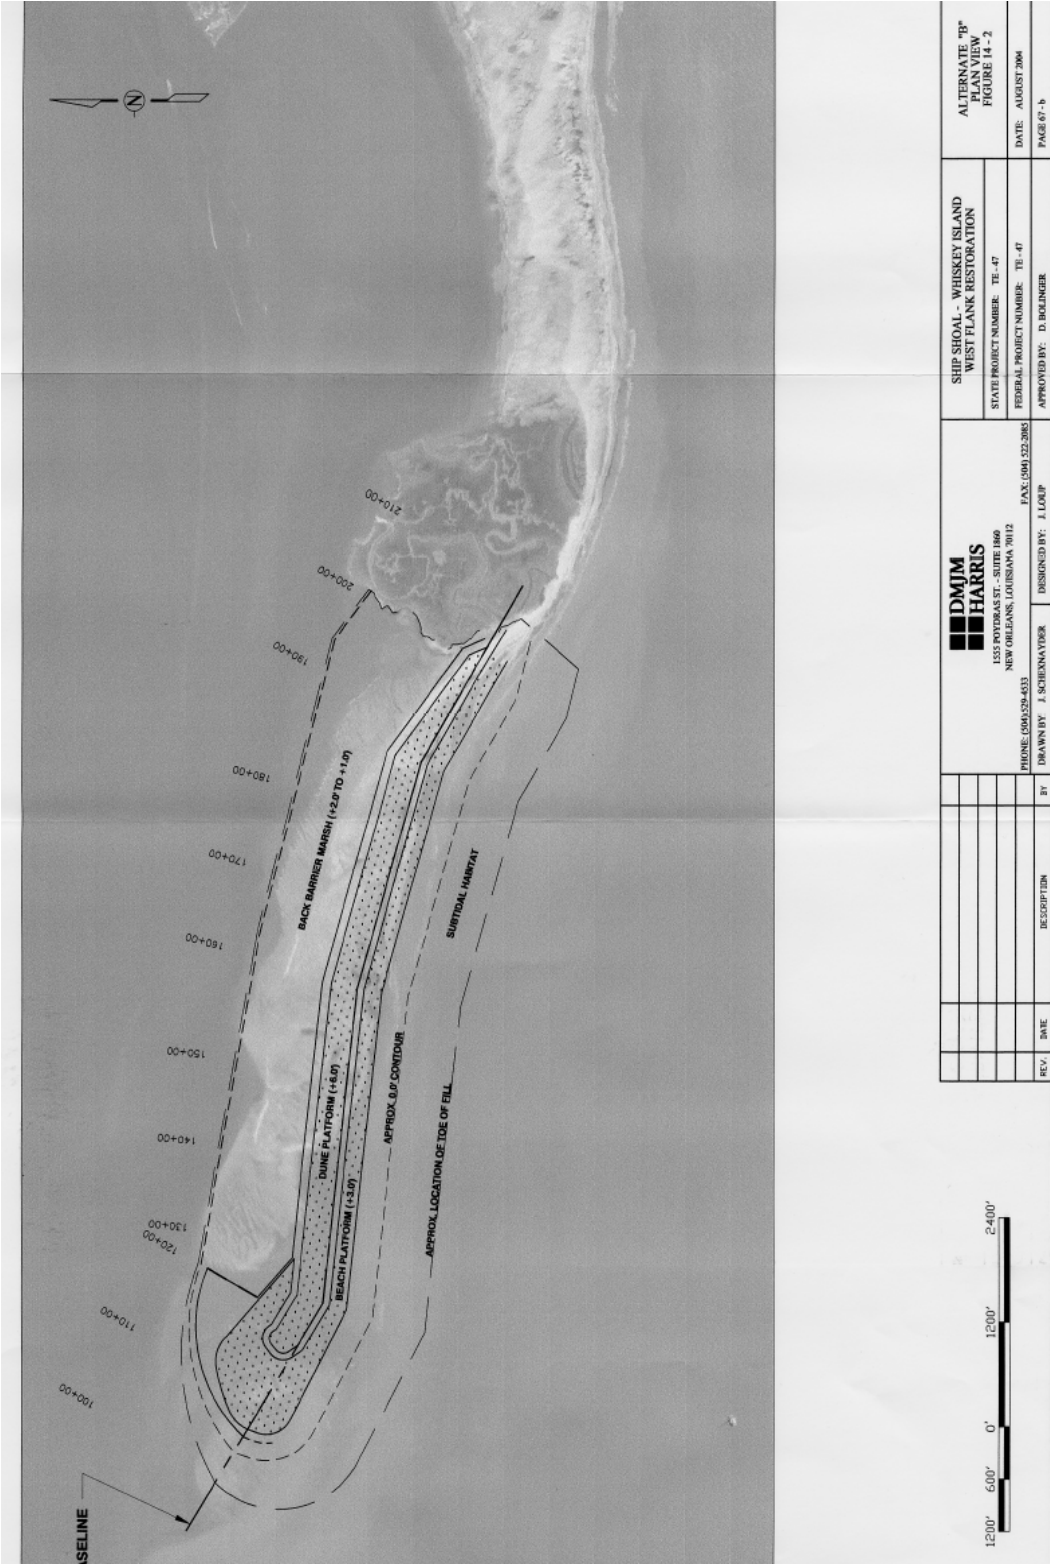 N
210+00
200+00
190+00
180+00
170+00
160+00
150+00
140+00
130+00
120+00
110+00
100+00
BACK BARRIER MARSH (+2.0' TO +1.0')
SUBTIDAL HABITAT
DUNE PLATFORM (+6.0')
APPROX. 0.0' CONTOUR
BEACH PLATFORM (+3.0')
APPROX. LOCATION OF TOE OF FILL
ASELINE
1200' 600' 0' 1200' 2400'
REV. DATE DESCRIPTION BY
DMJM
HARRIS
1555 POYDRAS ST. - SUITE 1860
NEW ORLEANS, LOUISIANA 70112
PHONE: (504) 529-4533 FAX: (504) 522-2085
DRAWN BY J. SCHEXNAYDER DESIGNED BY: J. LOUP
SHIP SHOAL - WHISKEY ISLAND
WEST FLANK RESTORATION
STATE PROJECT NUMBER: TE - 47
FEDERAL PROJECT NUMBER: TE - 47
APPROVED BY: D. BOLINGER
ALTERNATE "B"
PLAN VIEW
FIGURE 14 - 2
DATE: AUGUST 2004
PAGE 67 - b